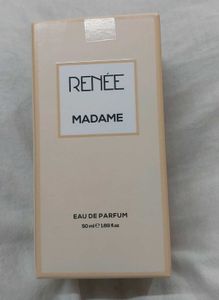 RENÉE
MADAME
EAU DE PARFUM
50 ml ℮ 1.69 fl.oz